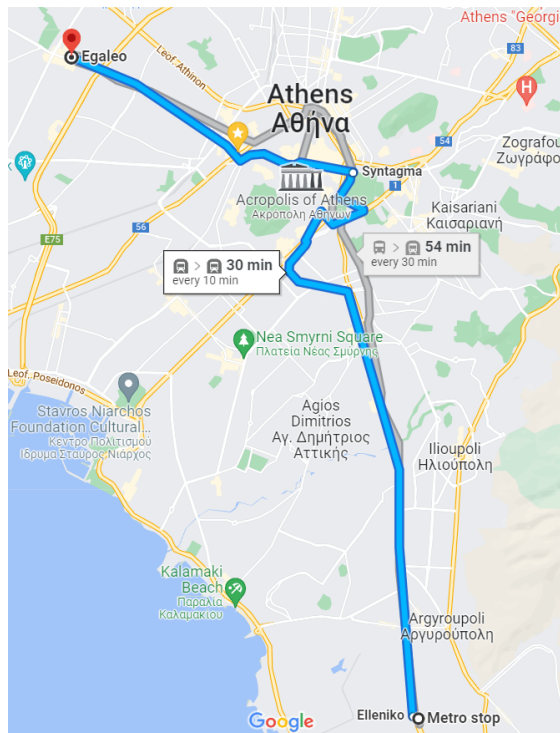 Athens "Georgi
Egaleo
Leof. Athinon
83
Athens
Αθήνα
H
54
Zografou
Ζωγράφο
Syntagma
1
Acropolis of Athens
Ακρόπολη Αθηνών
Kaisariani
Καισαριανή
E75
56
> 54 min
every 30 min
> 30 min
every 10 min
Nea Smyrni Square
Πλατεία Νέας Σμύρνης
Leof. Poseidonos
Stavros Niarchos
Foundation Cultural...
Κέντρο Πολιτισμού
Ίδρυμα Σταύρος Νιάρχος
Agios
Dimitrios
Αγ. Δημήτριος
Αττικής
Ilioupoli
Ηλιούπολη
Kalamaki
Beach
Παραλία
Καλαμακίου
Argyroupoli
Αργυρούπολη
Elleniko
Metro stop
Google